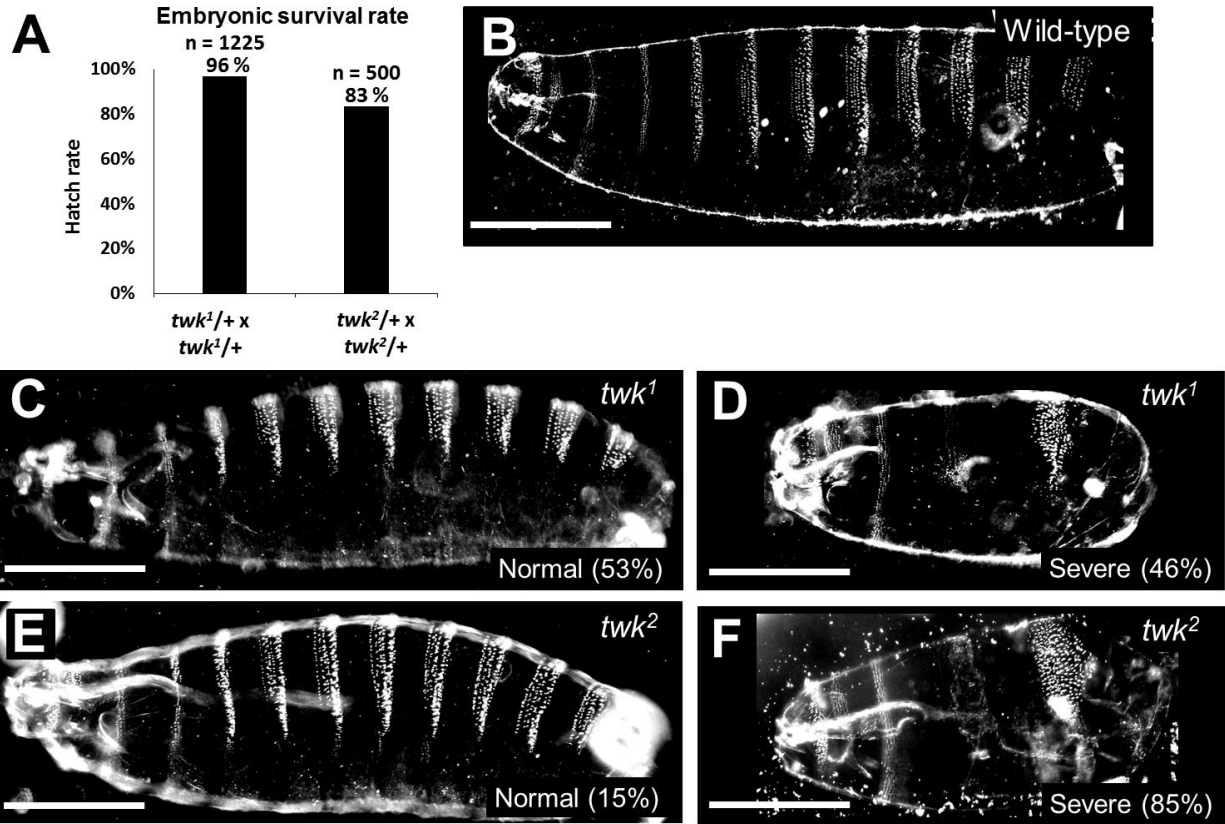 A
Embryonic survival rate
n = 1225
96 %
n = 500
83 %
100%
80%
60%
40%
20%
0%
Hatch rate
twk1/+ x
twk1/+
twk2/+ x
twk2/+
B
Wild-type
C
twk1
Normal (53%)
D
twk1
Severe (46%)
E
twk2
Normal (15%)
F
twk2
Severe (85%)